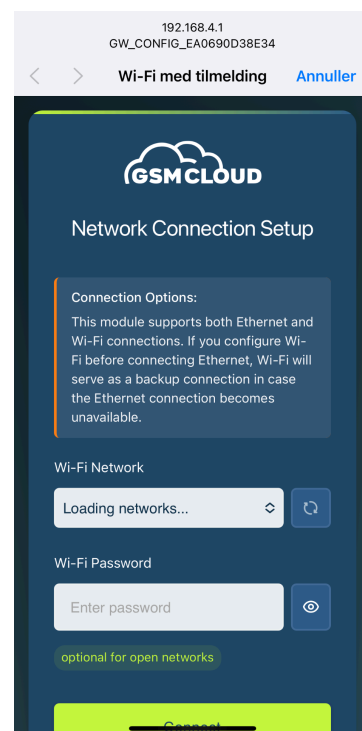 192.168.4.1
GW_CONFIG_EA0690D38E34
Wi-Fi med tilmelding
Annuller
GSMCLOUD
Network Connection Setup
Connection Options:
This module supports both Ethernet
and Wi-Fi connections. If you configure Wi-
Fi before connecting Ethernet, Wi-Fi will
serve as a backup connection in case
the Ethernet connection becomes
unavailable.
Wi-Fi Network
Loading networks...
Wi-Fi Password
Enter password
optional for open networks
Connect